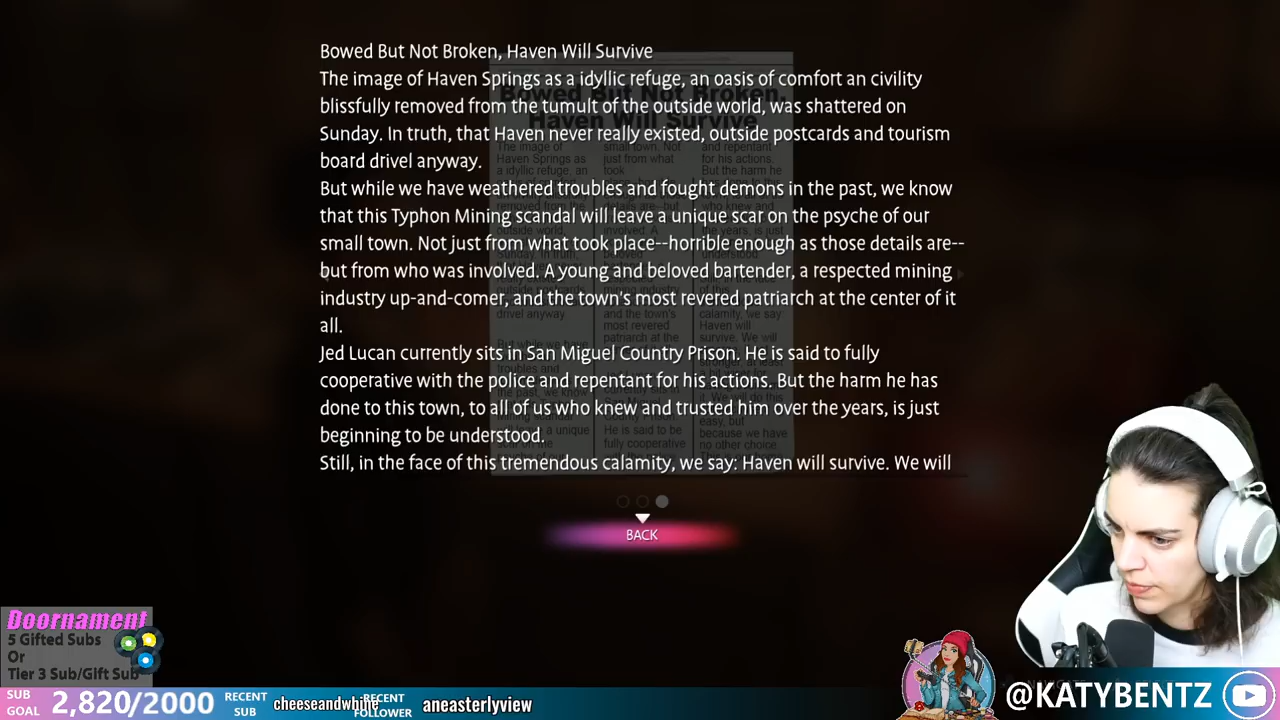 Bowed But Not Broken, Haven Will Survive
The image of Haven Springs as a idyllic refuge, an oasis of comfort an civility
blissfully removed from the tumult of the outside world, was shattered on
Sunday. In truth, that Haven never really existed, outside postcards and tourism
board drivel anyway.
But while we have weathered troubles and fought demons in the past, we know
that this Typhon Mining scandal will leave a unique scar on the psyche of our
small town. Not just from what took place--horrible enough as those details are--
but from who was involved. A young and beloved bartender, a respected mining
industry up-and-comer, and the town's most revered patriarch at the center of it
all.
Jed Lucan currently sits in San Miguel Country Prison. He is said to fully
cooperative with the police and repentant for his actions. But the harm he has
done to this town, to all of us who knew and trusted him over the years, is just
beginning to be understood.
Still, in the face of this tremendous calamity, we say: Haven will survive. We will
BACK
Doornament
5 Gifted Subs
Or
Tier 3 Sub/Gift Sub
SUB GOAL 2,820/2000
RECENT SUB cheeseandwhine
RECENT FOLLOWER aneasterlyview
@KATYBENTZ